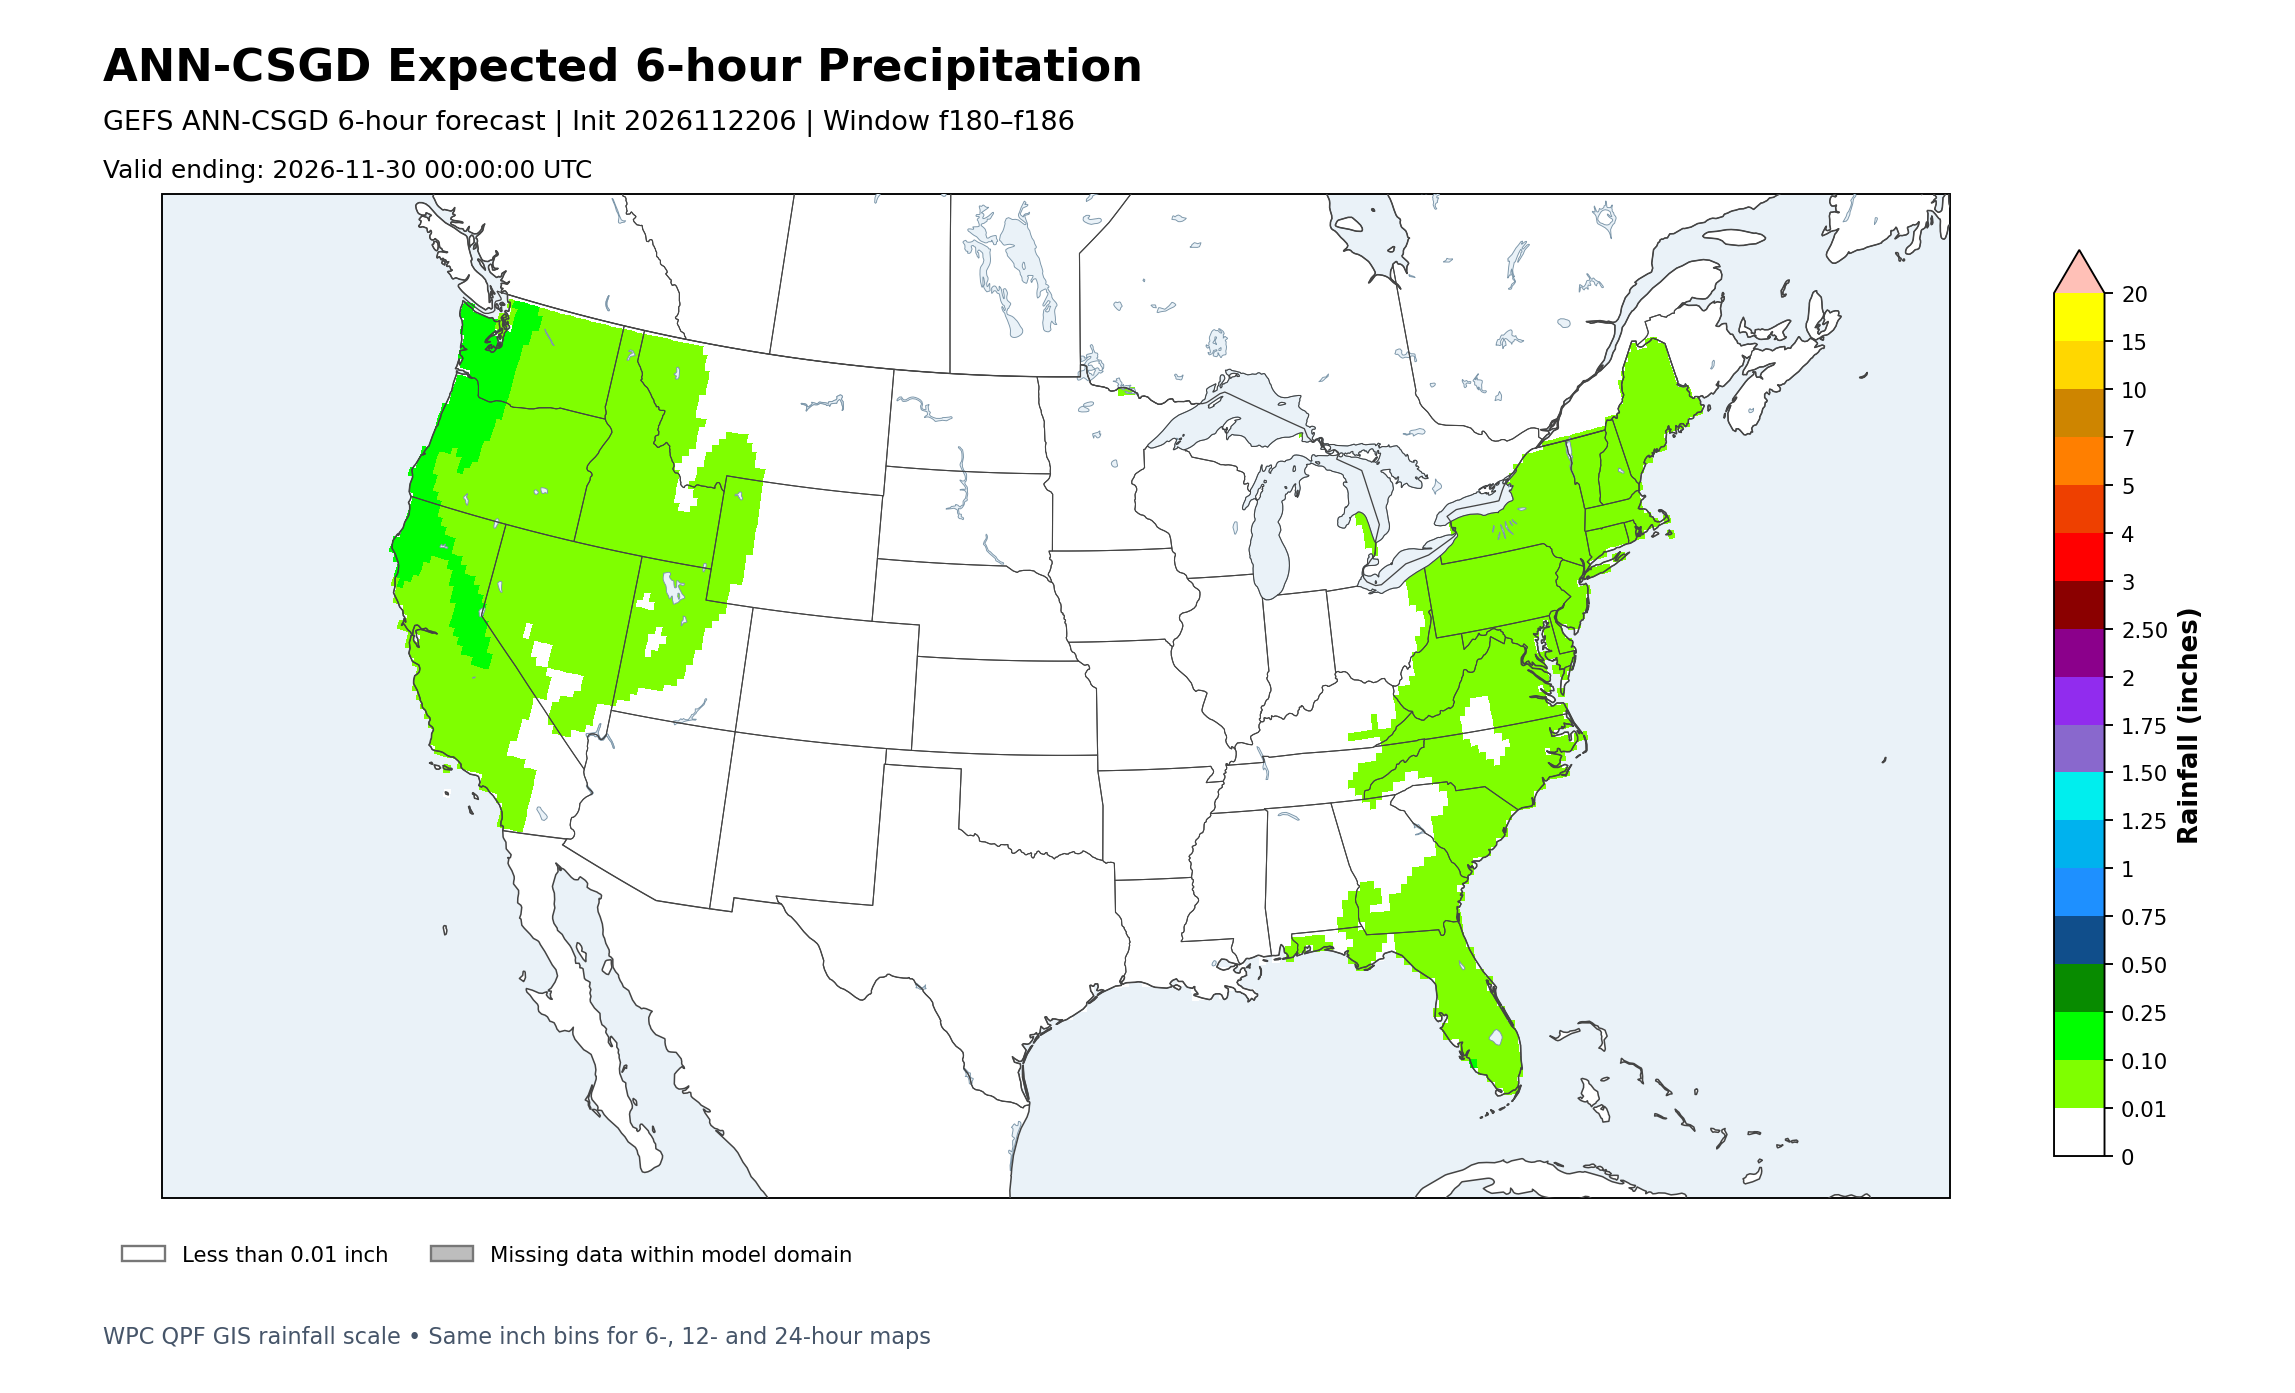 ANN-CSGD Expected 6-hour Precipitation
GEFS ANN-CSGD 6-hour forecast | Init 2026112206 | Window f180–f186
Valid ending: 2026-11-30 00:00:00 UTC
20
15
10
7
5
4
3
2.50
2
1.75
1.50
1.25
1
0.75
0.50
0.25
0.10
0.01
0
Rainfall (inches)
Less than 0.01 inch
Missing data within model domain
WPC QPF GIS rainfall scale • Same inch bins for 6-, 12- and 24-hour maps